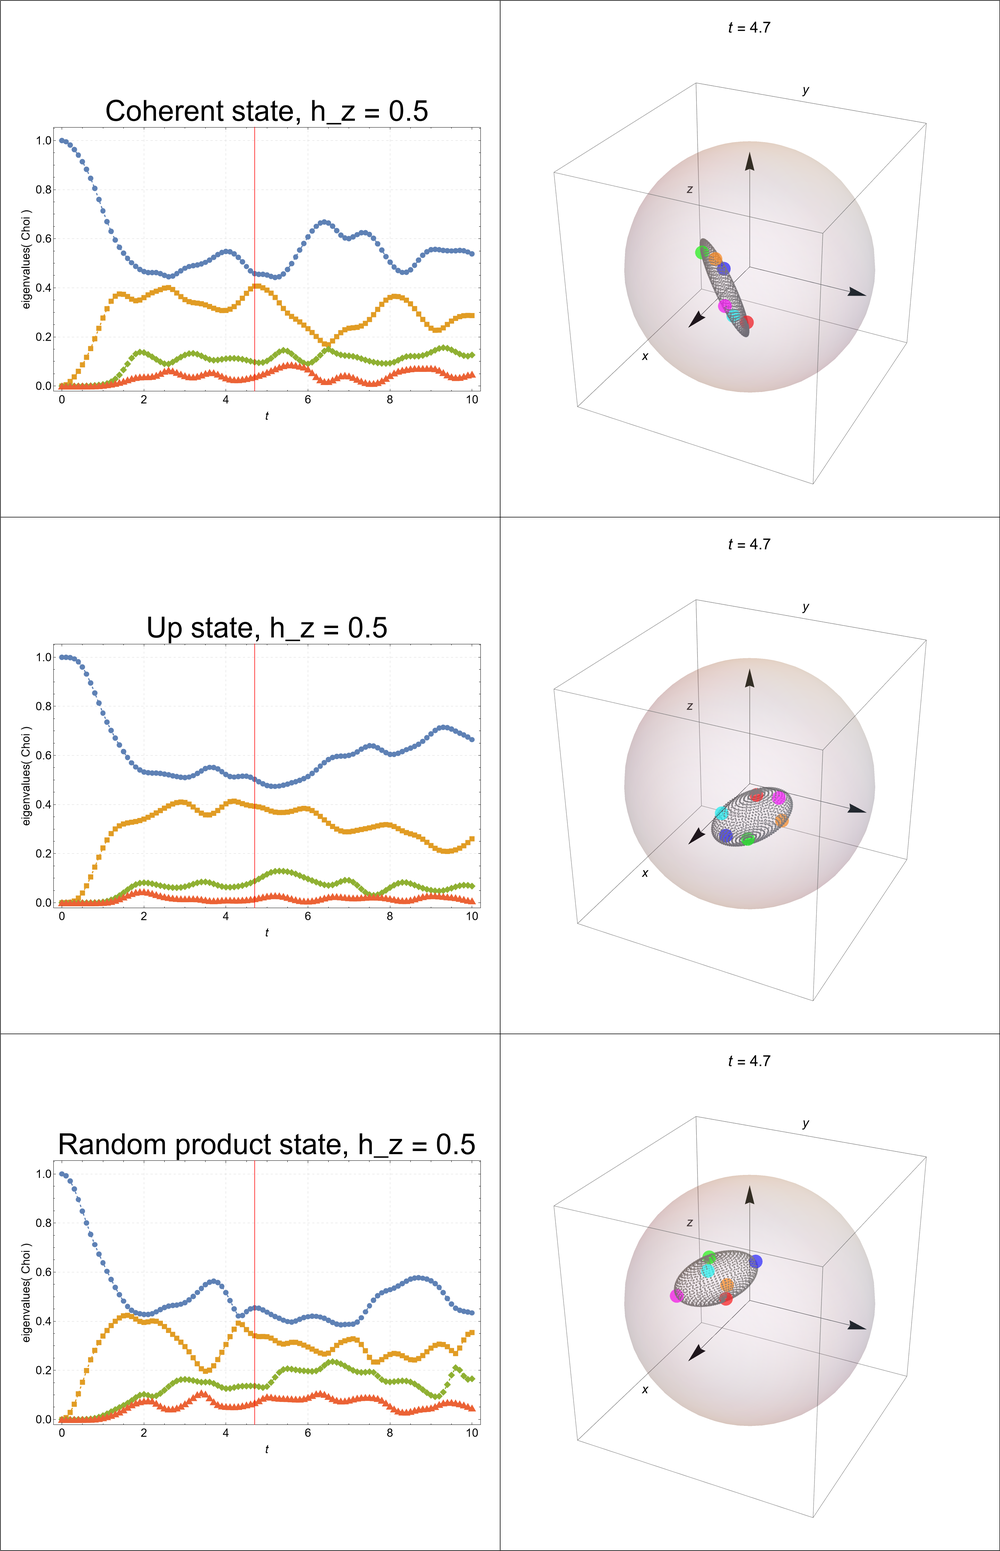 Coherent state, h_z = 0.5
eigenvalues( Choi )
1.0
0.8
0.6
0.4
0.2
0.0
0 2 4 6 8 10
t
t = 4.7
y
z
x
Up state, h_z = 0.5
eigenvalues( Choi )
1.0
0.8
0.6
0.4
0.2
0.0
0 2 4 6 8 10
t
t = 4.7
y
z
x
Random product state, h_z = 0.5
eigenvalues( Choi )
1.0
0.8
0.6
0.4
0.2
0.0
0 2 4 6 8 10
t
t = 4.7
y
z
x